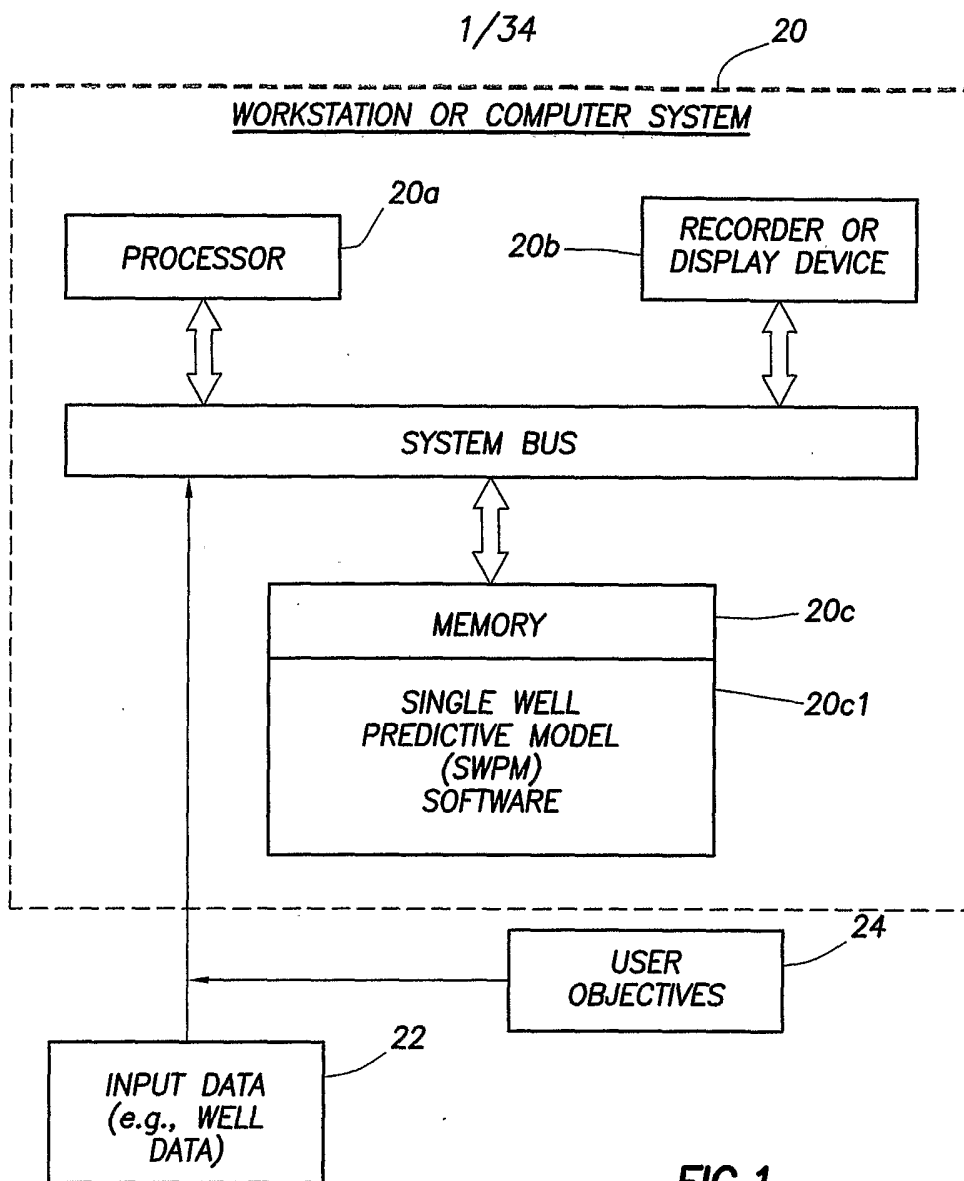 1/34
20
WORKSTATION OR COMPUTER SYSTEM
20a
PROCESSOR
20b
RECORDER OR
DISPLAY DEVICE
SYSTEM BUS
MEMORY
20c
SINGLE WELL
PREDICTIVE MODEL
(SWPM)
SOFTWARE
20c1
24
USER
OBJECTIVES
22
INPUT DATA
(e.g., WELL
DATA)
FIG.1